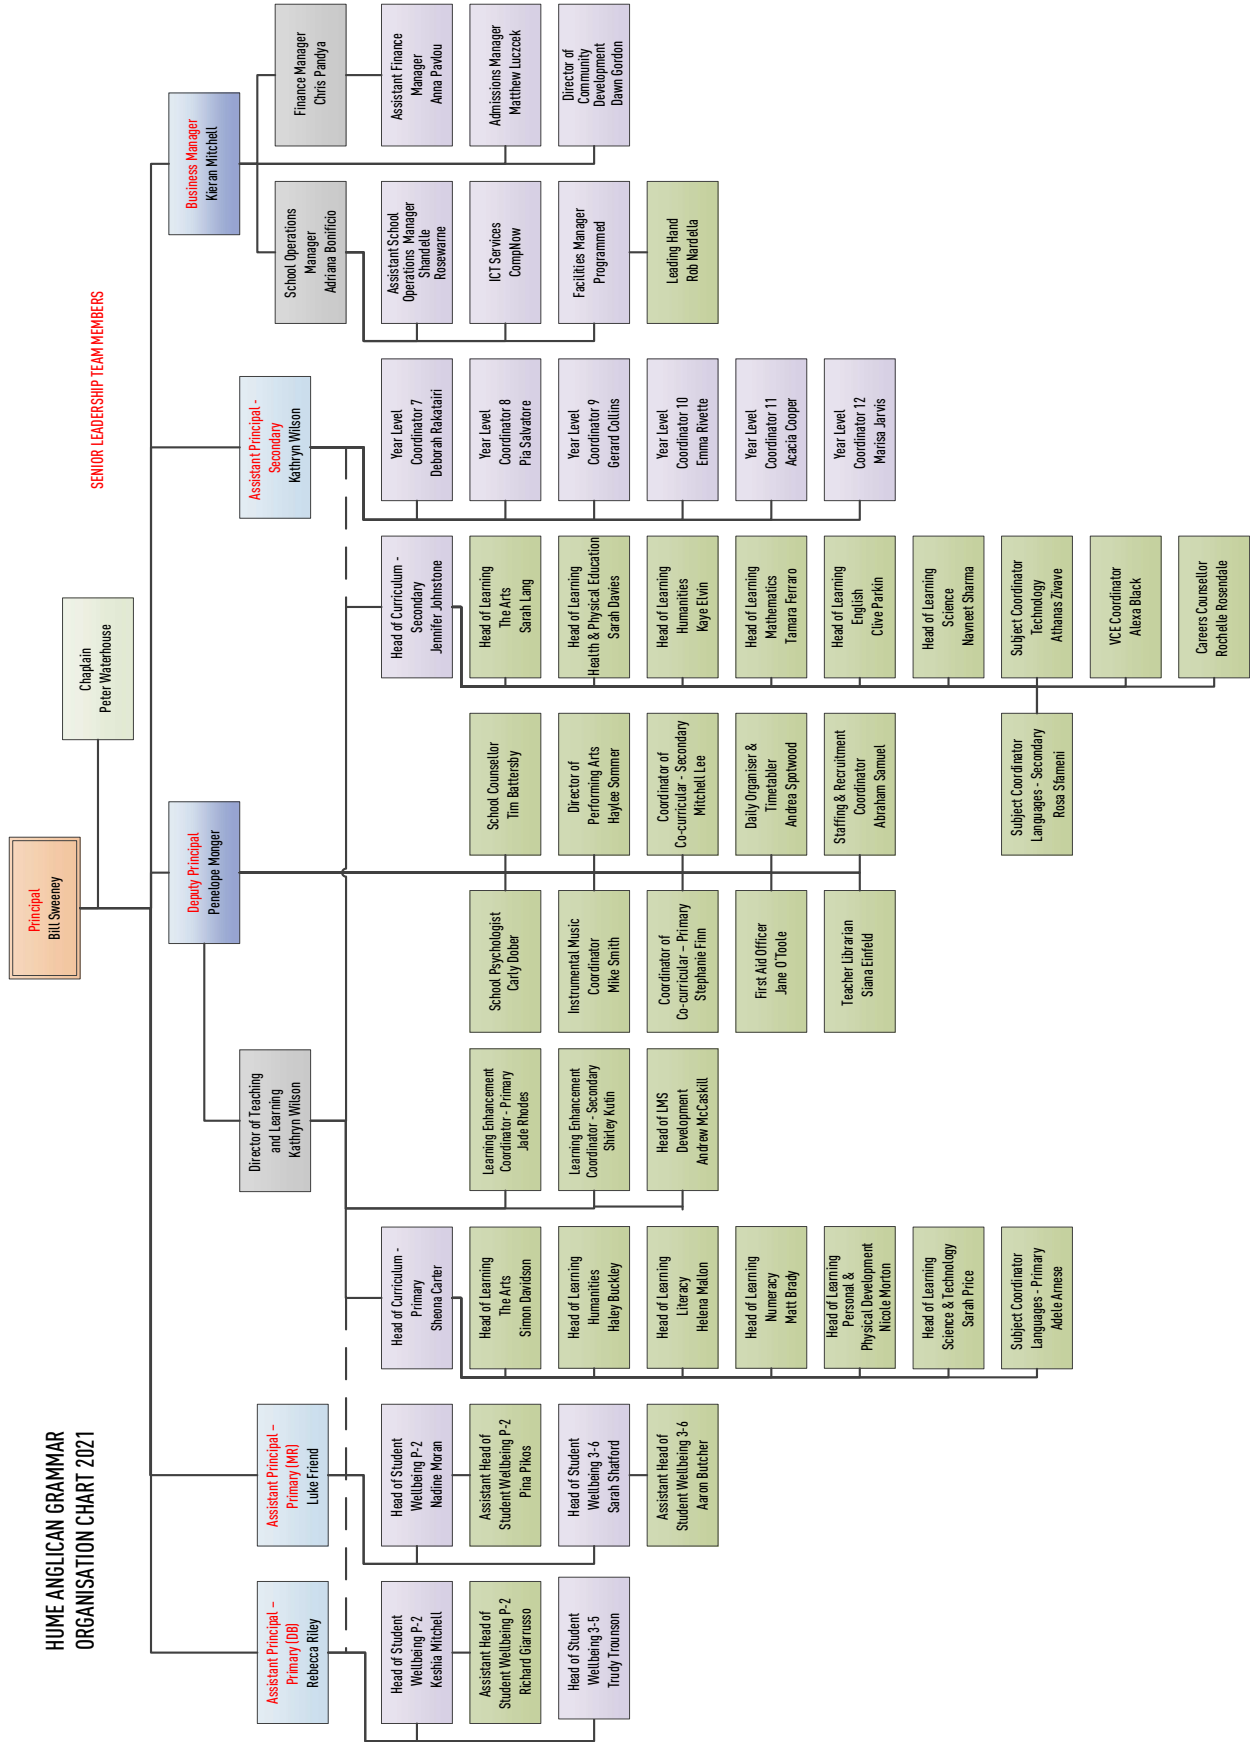 HUME ANGLICAN GRAMMAR
ORGANISATION CHART 2021
SENIOR LEADERSHIP TEAM MEMBERS
Principal
Bill Sweeney
Chaplain
Peter Waterhouse
Deputy Principal
Penelope Monger
Business Manager
Kieran Mitchell
Assistant Principal –
Primary (DB)
Rebecca Riley
Assistant Principal –
Primary (MR)
Luke Friend
Director of Teaching
and Learning
Kathryn Wilson
Assistant Principal -
Secondary
Kathryn Wilson
School Operations
Manager
Adriana Bonificio
Finance Manager
Chris Pandya
Head of Student
Wellbeing P-2
Keshia Mitchell
Assistant Head of
Student Wellbeing P-2
Richard Giarrusso
Head of Student
Wellbeing 3-5
Trudy Trounson
Head of Student
Wellbeing P-2
Nadine Moran
Assistant Head of
Student Wellbeing P-2
Pina Pikos
Head of Student
Wellbeing 3-6
Sarah Shatford
Assistant Head of
Student Wellbeing 3-6
Aaron Butcher
Head of Curriculum -
Primary
Sheona Carter
Head of Learning
The Arts
Simon Davidson
Head of Learning
Humanities
Haley Buckley
Head of Learning
Literacy
Helena Mallon
Head of Learning
Numeracy
Matt Brady
Head of Learning
Personal &
Physical Development
Nicole Morton
Head of Learning
Science & Technology
Sarah Price
Subject Coordinator
Languages - Primary
Adele Arnese
Learning Enhancement
Coordinator - Primary
Jade Rhodes
Learning Enhancement
Coordinator - Secondary
Shirley Kutin
Head of LMS
Development
Andrew McCaskill
School Psychologist
Carly Dober
Instrumental Music
Coordinator
Mike Smith
Coordinator of
Co-curricular – Primary
Stephanie Finn
First Aid Officer
Jane O'Toole
Teacher Librarian
Siana Einfeld
School Counsellor
Tim Battersby
Director of
Performing Arts
Haylee Sommer
Coordinator of
Co-curricular - Secondary
Mitchell Lee
Daily Organiser &
Timetabler
Andrea Spotwood
Staffing & Recruitment
Coordinator
Abraham Samuel
Head of Curriculum -
Secondary
Jennifer Johnstone
Head of Learning
The Arts
Sarah Lang
Head of Learning
Health & Physical Education
Sarah Davies
Head of Learning
Humanities
Kaye Elvin
Head of Learning
Mathematics
Tamara Ferraro
Head of Learning
English
Clive Parkin
Head of Learning
Science
Navneet Sharma
Subject Coordinator
Technology
Athanas Zivave
Subject Coordinator
Languages - Secondary
Rosa Stameni
VCE Coordinator
Alexa Black
Careers Counsellor
Rochelle Rosendale
Year Level
Coordinator 7
Deborah Rakatairi
Year Level
Coordinator 8
Pia Salvatore
Year Level
Coordinator 9
Gerard Collins
Year Level
Coordinator 10
Emma Rivette
Year Level
Coordinator 11
Acacia Cooper
Year Level
Coordinator 12
Marisa Jarvis
Assistant School
Operations Manager
Shandelle
Rosewarne
ICT Services
CompNow
Facilities Manager
Programmed
Leading Hand
Rob Nardella
Assistant Finance
Manager
Anna Pavlou
Admissions Manager
Matthew Luczcek
Director of
Community
Development
Dawn Gordon